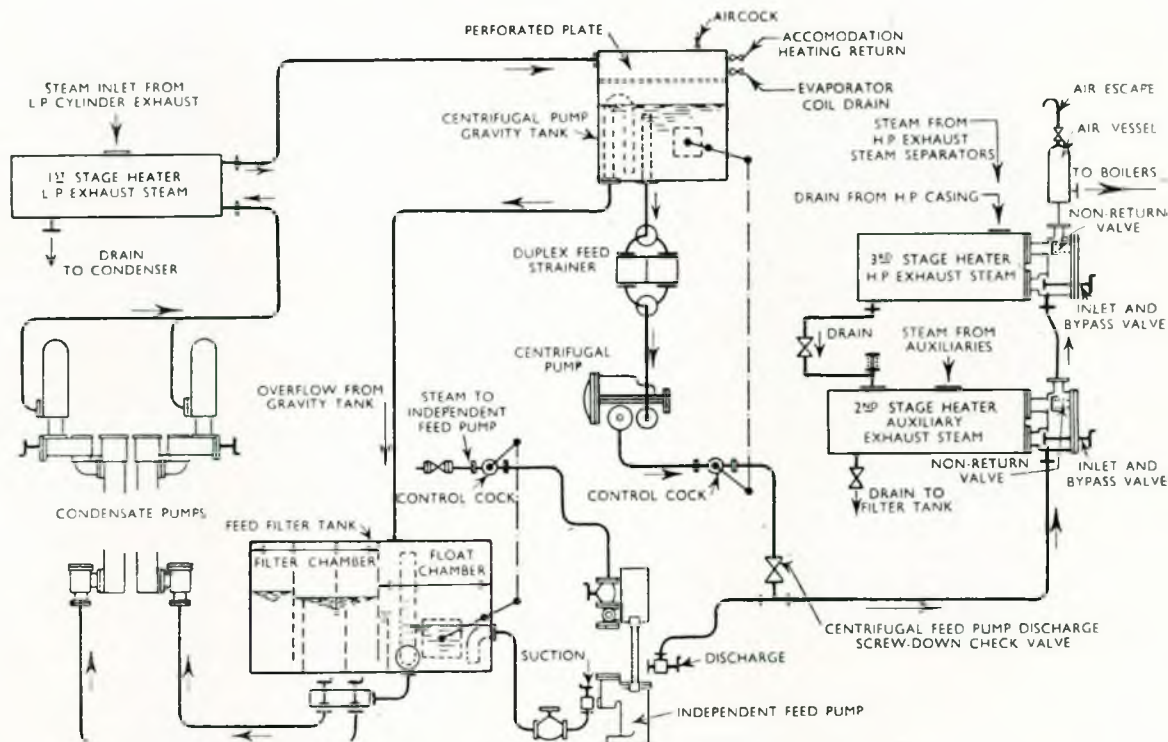 AIRCOCK
PERFORATED PLATE
ACCOMODATION
HEATING RETURN
STEAM INLET FROM
L.P CYLINDER EXHAUST
EVAPORATOR
COIL DRAIN
CENTRIFUGAL PUMP
GRAVITY TANK
AIR ESCAPE
STEAM FROM
H.P EXHAUST
STEAM SEPARATORS
AIR VESSEL
1ST STAGE HEATER
L.P EXHAUST STEAM
TO BOILERS
DRAIN FROM H.P CASING
NON-RETURN
VALVE
DRAIN
TO CONDENSER
DUPLEX FEED
STRAINER
3RD STAGE HEATER
H.P EXHAUST STEAM
INLET AND
BYPASS VALVE
DRAIN
STEAM FROM
AUXILIARIES
CENTRIFUGAL
PUMP
OVERFLOW FROM
GRAVITY TANK
STEAM TO
INDEPENDENT
FEED PUMP
2ND STAGE HEATER
AUXILIARY
EXHAUST STEAM
NON-RETURN
VALVE
INLET AND
BYPASS VALVE
CONTROL COCK
CONTROL COCK
DRAIN TO
FILTER TANK
CONDENSATE PUMPS
FEED FILTER TANK
FILTER CHAMBER
FLOAT
CHAMBER
CENTRIFUGAL FEED PUMP DISCHARGE
SCREW-DOWN CHECK VALVE
SUCTION
DISCHARGE
INDEPENDENT FEED PUMP